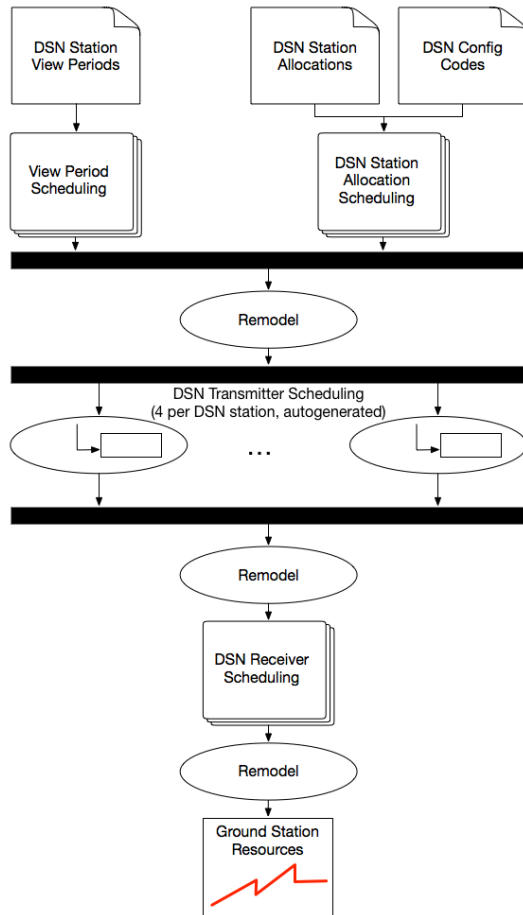 DSN Station
View Periods
DSN Station
Allocations
DSN Config
Codes
View Period
Scheduling
DSN Station
Allocation
Scheduling
Remodel
DSN Transmitter Scheduling
(4 per DSN station, autogenerated)
...
Remodel
DSN Receiver
Scheduling
Remodel
Ground Station
Resources